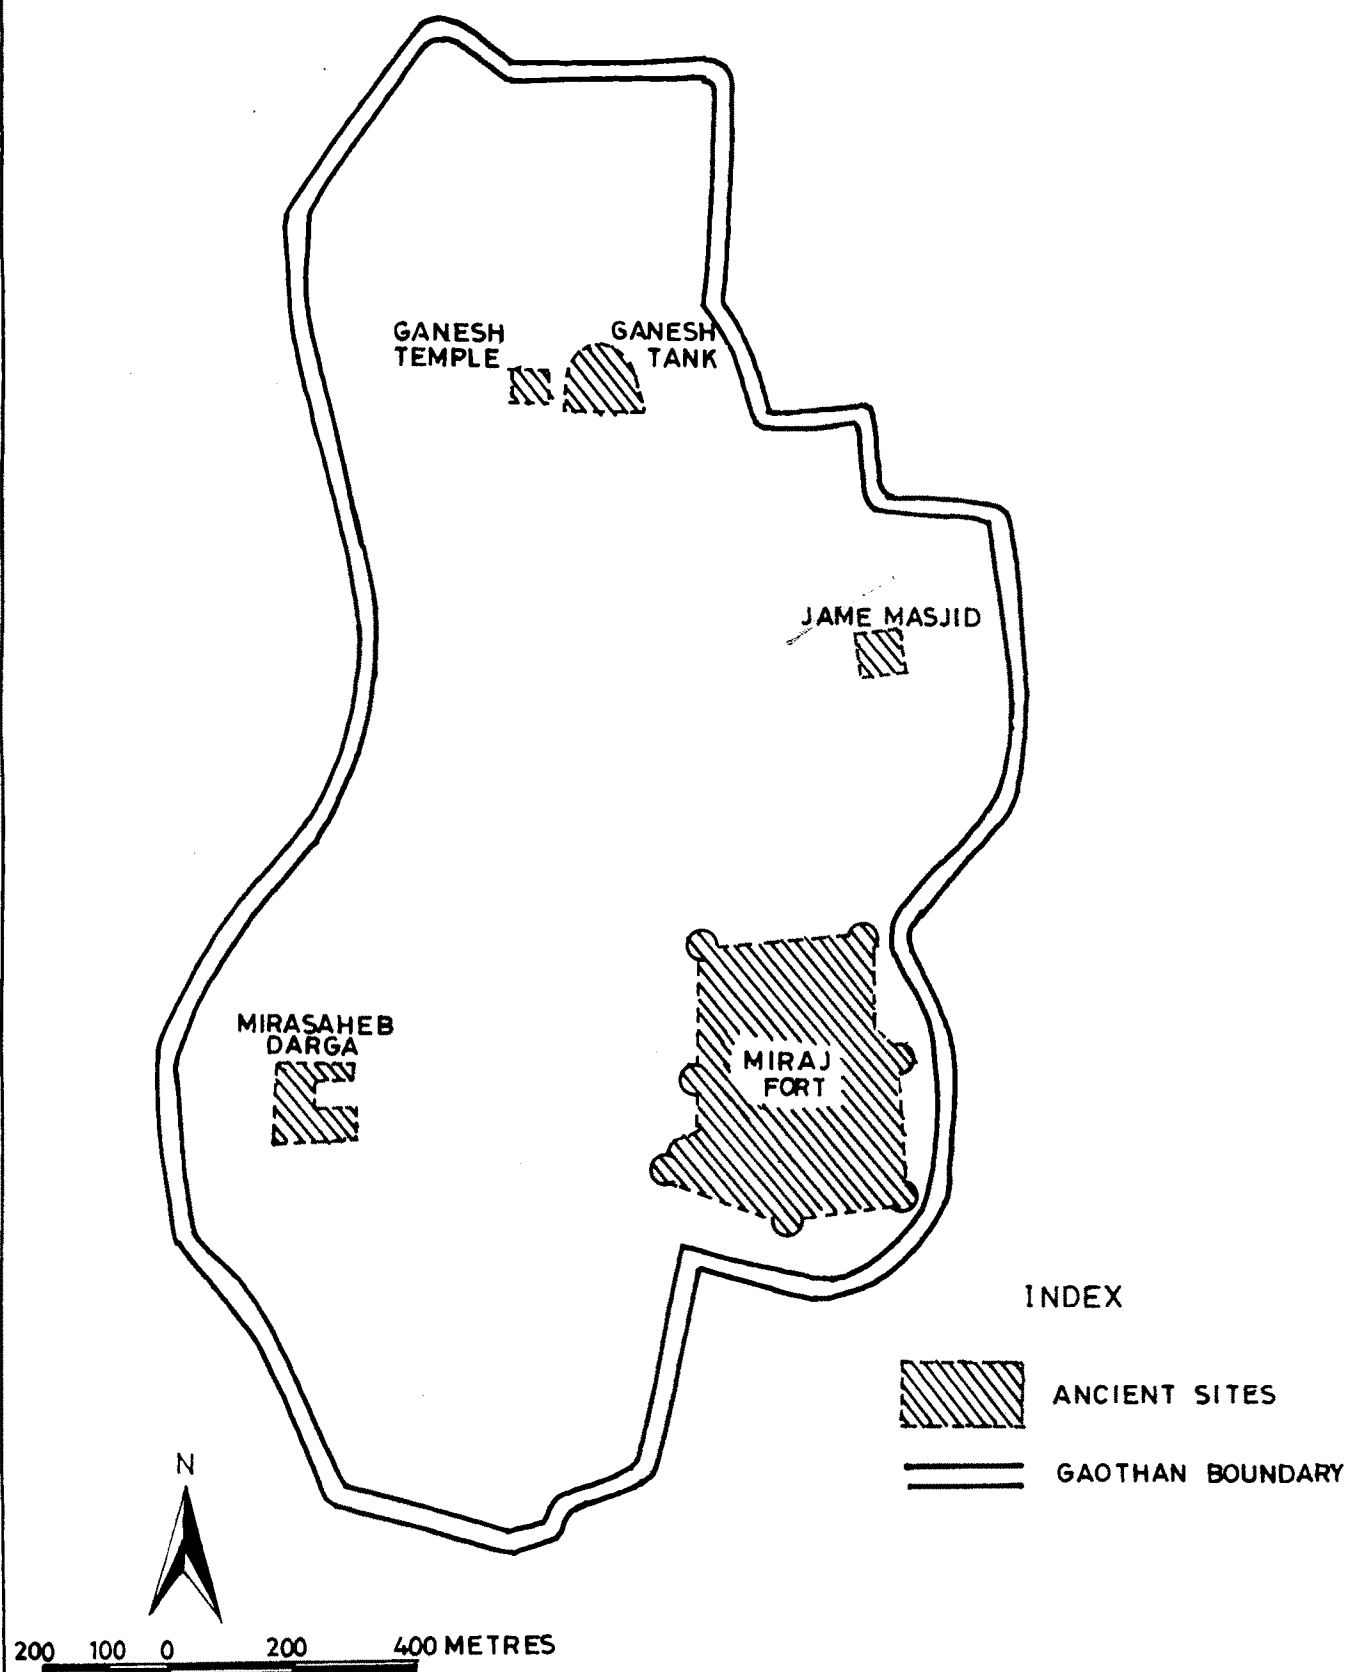 GANESH
TEMPLE
GANESH
TANK
JAME MASJID
MIRASAHEB
DARGA
MIRAJ
FORT
INDEX
ANCIENT SITES
GAOTHAN BOUNDARY
N
200 100 0 200 400 METRES